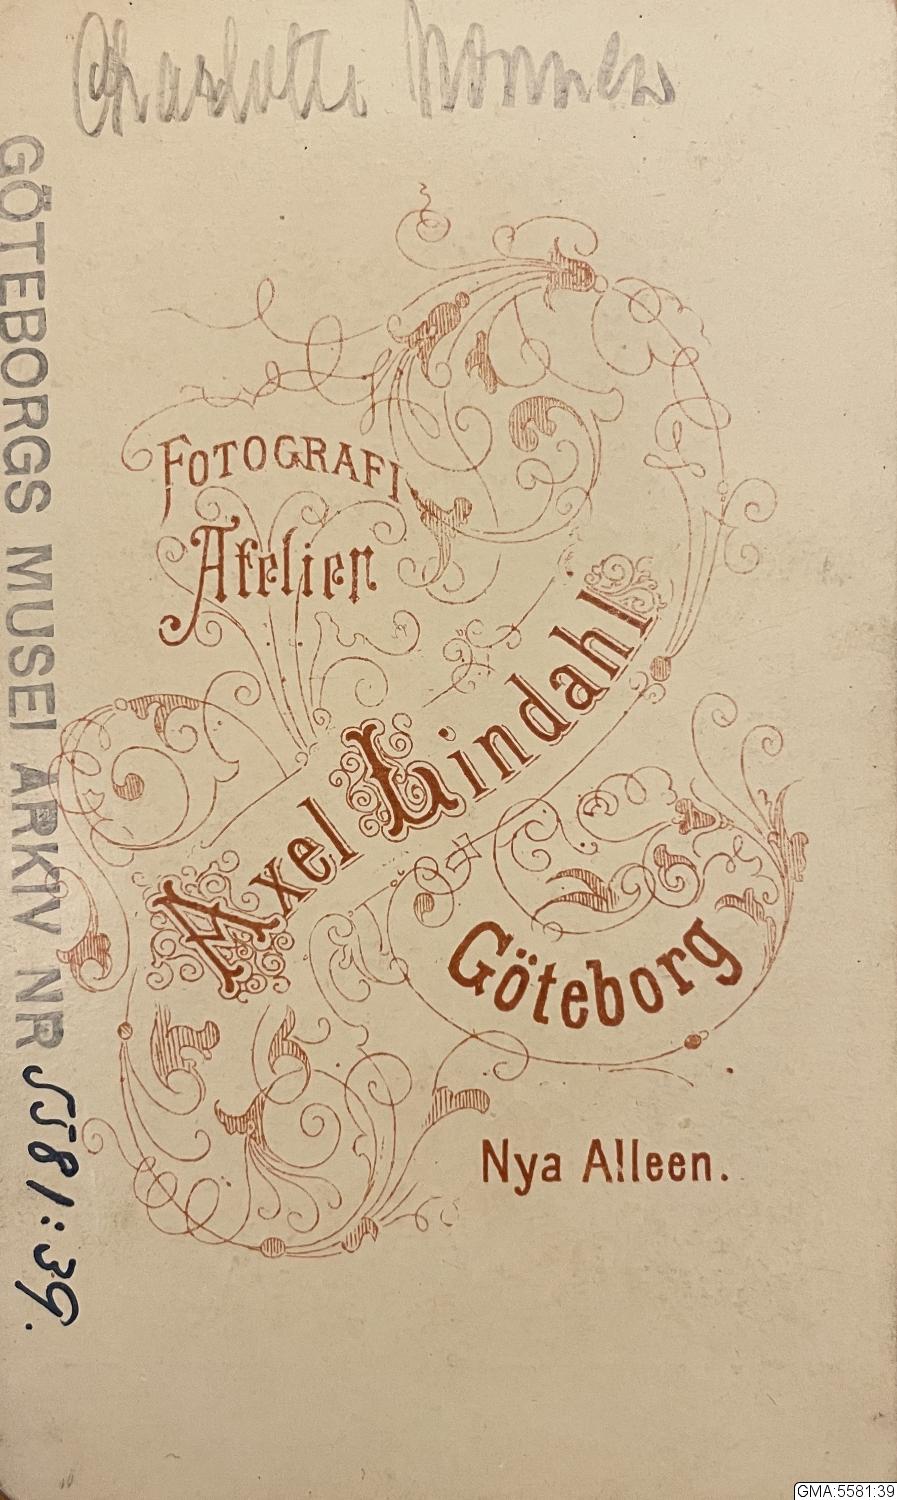 Charlotte Nonnen
FOTOGRAFI
Atelier
Axel Lindahl
Göteborg
Nya Alleen.
GÖTEBORGS MUSEI ARKIV NR 5581:39.
GMA:5581:39